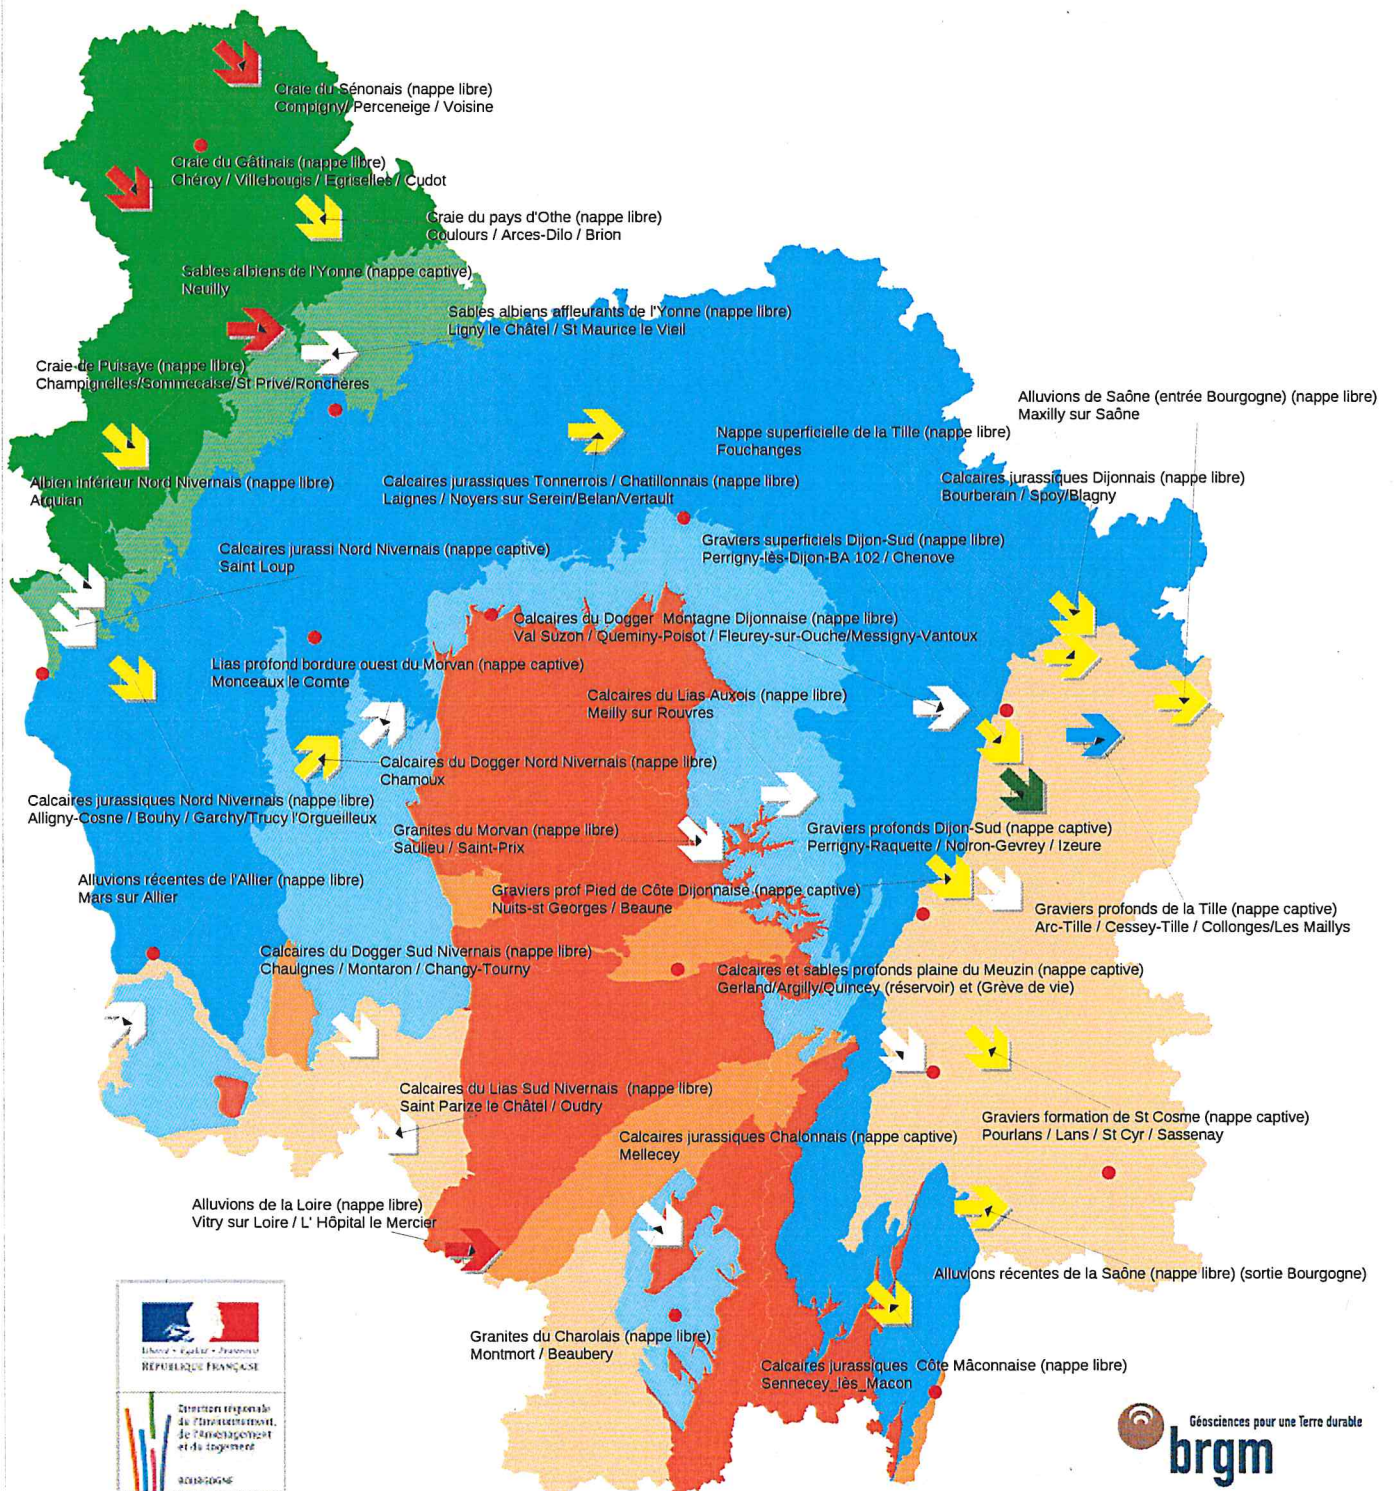 Craie du Sénonais (nappe libre)
Compigny/ Perceneige / Voisine
Craie du Gâtinais (nappe libre)
Chéroy / Villebougis / Egriselles / Cudot
Craie du pays d'Othe (nappe libre)
Coulours / Arces-Dilo / Brion
Sables albiens de l'Yonne (nappe captive)
Neuilly
Sables albiens affleurants de l'Yonne (nappe libre)
Ligny le Châtel / St Maurice le Vieil
Craie de Puisaye (nappe libre)
Champignelles/Sommecaise/St Privé/Ronchères
Alluvions de Saône (entrée Bourgogne) (nappe libre)
Maxilly sur Saône
Nappe superficielle de la Tille (nappe libre)
Fouchanges
Albien inférieur Nord Nivernais (nappe libre)
Arquian
Calcaires jurassiques Tonnerrois / Chatillonnais (nappe libre)
Laignes / Noyers sur Serein/Belan/Vertault
Calcaires jurassiques Dijonnais (nappe libre)
Bourberain / Spoy/Blagny
Calcaires jurassi Nord Nivernais (nappe captive)
Saint Loup
Graviers superficiels Dijon-Sud (nappe libre)
Perrigny-lès-Dijon-BA 102 / Chenove
Calcaires du Dogger Montagne Dijonnaise (nappe libre)
Val Suzon / Queminy-Poisot / Fleurey-sur-Ouche/Messigny-Vantoux
Lias profond bordure ouest du Morvan (nappe captive)
Monceaux le Comte
Calcaires du Lias Auxois (nappe libre)
Meilly sur Rouvres
Calcaires du Dogger Nord Nivernais (nappe libre)
Chamoux
Calcaires jurassiques Nord Nivernais (nappe libre)
Alligny-Cosne / Bouhy / Garchy/Trucy l'Orgueilleux
Granites du Morvan (nappe libre)
Saulieu / Saint-Prix
Graviers profonds Dijon-Sud (nappe captive)
Perrigny-Raquette / Noiron-Gevrey / Izeure
Alluvions récentes de l'Allier (nappe libre)
Mars sur Allier
Graviers prof Pied de Côte Dijonnaise (nappe captive)
Nuits-st Georges / Beaune
Graviers profonds de la Tille (nappe captive)
Arc-Tille / Cessey-Tille / Collonges/Les Maillys
Calcaires du Dogger Sud Nivernais (nappe libre)
Chaulgnes / Montaron / Changy-Tourny
Calcaires et sables profonds plaine du Meuzin (nappe captive)
Gerland/Argilly/Quincey (réservoir) et (Grève de vie)
Calcaires du Lias Sud Nivernais (nappe libre)
Saint Parize le Châtel / Oudry
Graviers formation de St Cosme (nappe captive)
Pourlans / Lans / St Cyr / Sassenay
Calcaires jurassiques Chalonnais (nappe captive)
Mellecey
Alluvions de la Loire (nappe libre)
Vitry sur Loire / L' Hôpital le Mercier
Alluvions récentes de la Saône (nappe libre) (sortie Bourgogne)
Granites du Charolais (nappe libre)
Montmort / Beaubery
Calcaires jurassiques Côte Mâconnaise (nappe libre)
Sennecey_lès_Macon
Liberté • Égalité • Fraternité
RÉPUBLIQUE FRANÇAISE
Direction régionale
de l'Environnement,
de l'Aménagement
et du Logement
BOURGOGNE
Géosciences pour une Terre durable
brgm